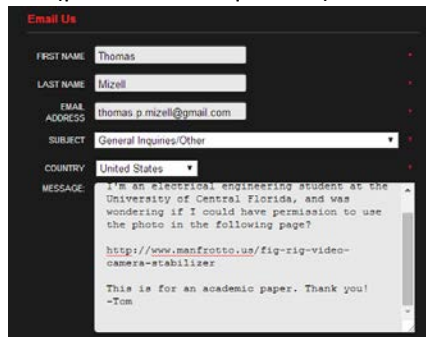 Email Us
FIRST NAME Thomas *
LAST NAME Mizell *
EMAIL
ADDRESS thomas.p.mizell@gmail.com *
SUBJECT General Inquiries/Other *
COUNTRY United States *
MESSAGE: I'm an electrical engineering student at the
University of Central Florida, and was
wondering if I could have permission to use
the photo in the following page?
http://www.manfrotto.us/fig-rig-video-
camera-stabilizer
This is for an academic paper. Thank you!
-Tom